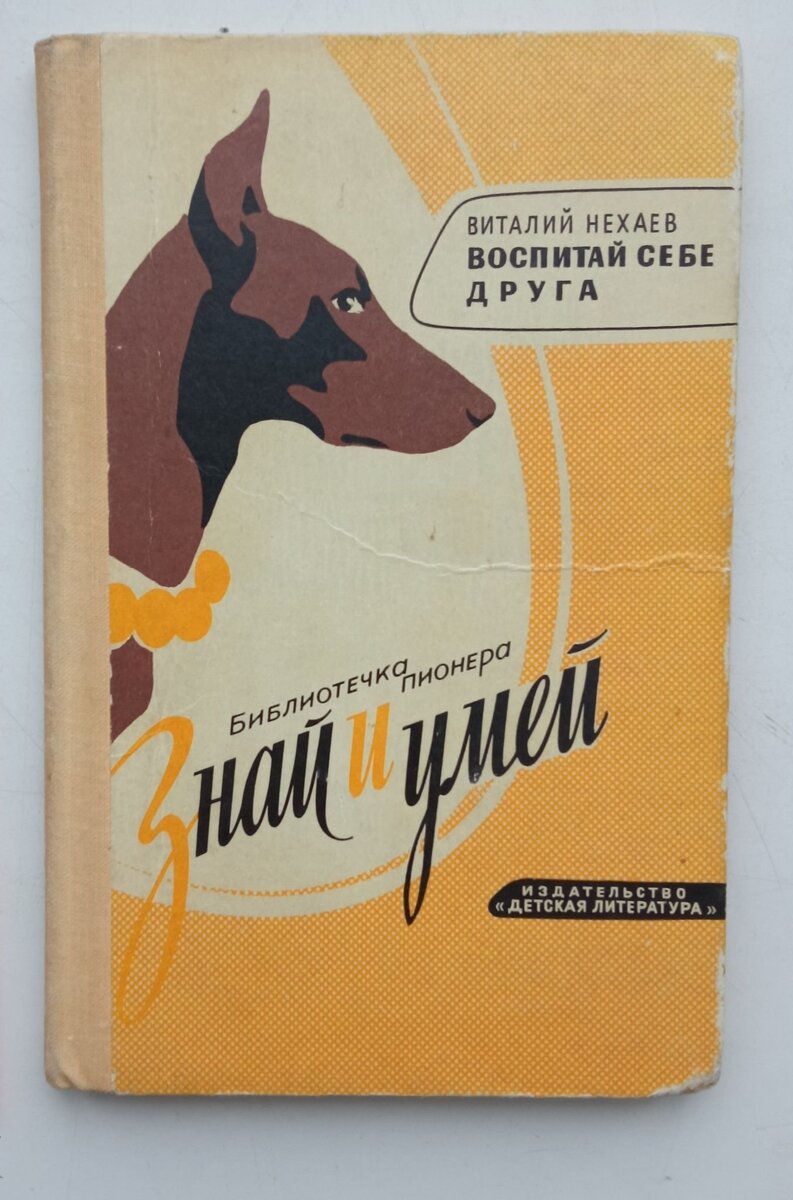 ВИТАЛИЙ НЕХАЕВ
ВОСПИТАЙ СЕБЕ
ДРУГА
Библиотечка пионера
Знай и умей
ИЗДАТЕЛЬСТВО
«ДЕТСКАЯ ЛИТЕРАТУРА»